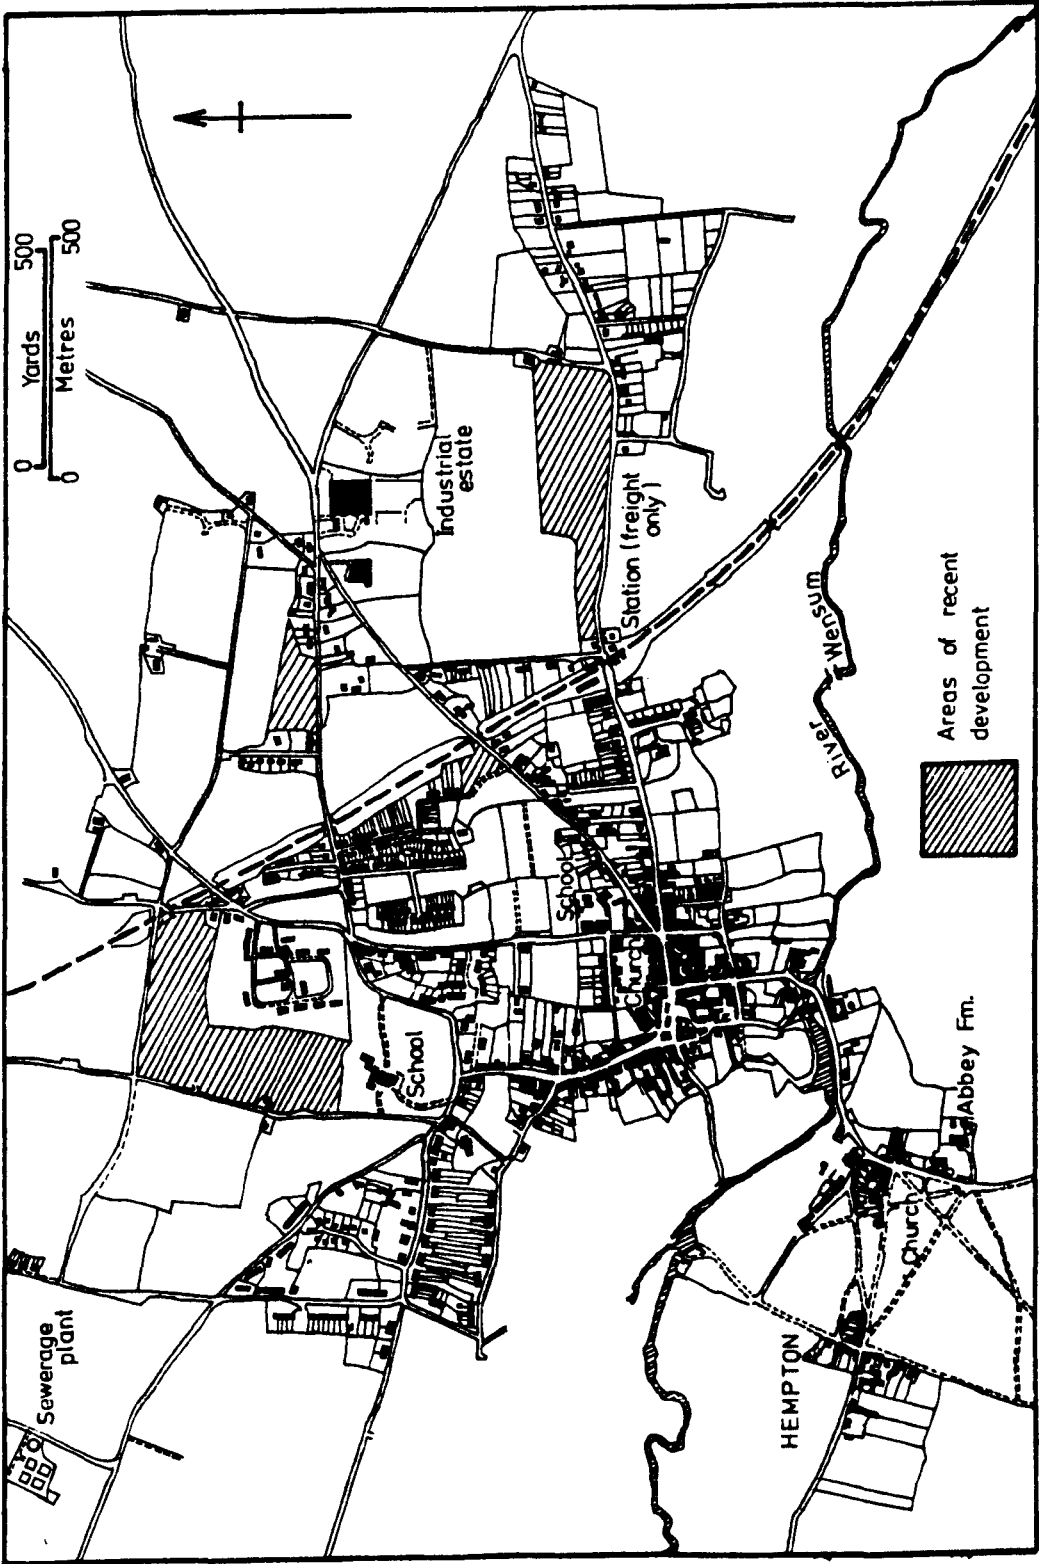 0 Yards 500
0 Metres 500
Sewerage
plant
School
Industrial
estate
School
Church
Station (freight
only)
River Wensum
HEMPTON
Church
Abbey Fm.
Areas of recent
development